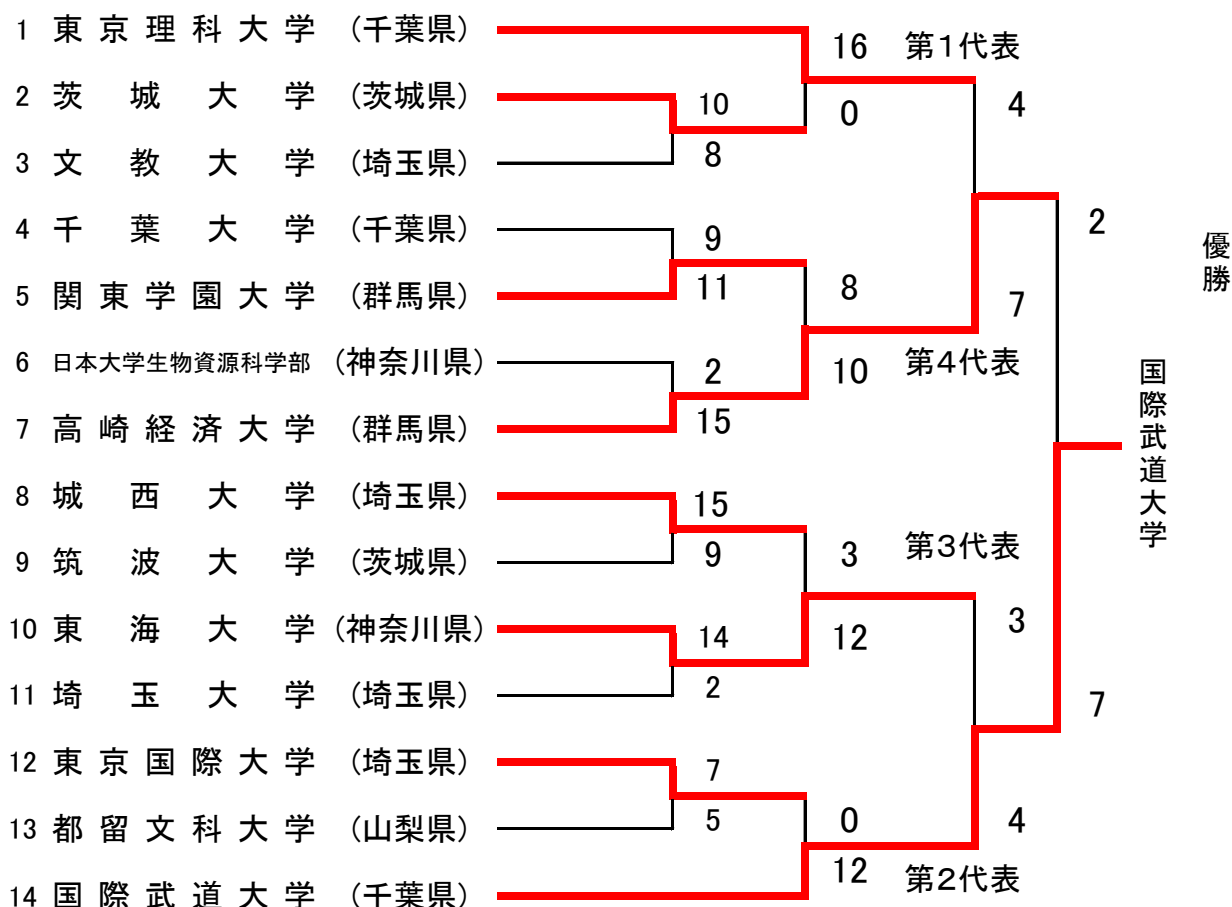 1 東京理科大学 (千葉県)
16 第1代表
2 茨城大学 (茨城県)
10
0
4
3 文教大学 (埼玉県)
8
4 千葉大学 (千葉県)
9
2
優勝
5 関東学園大学 (群馬県)
11
8
7
6 日本大学生物資源科学部 (神奈川県)
2
10 第4代表
7 高崎経済大学 (群馬県)
15
国際武道大学
8 城西大学 (埼玉県)
15
9 筑波大学 (茨城県)
9
3 第3代表
10 東海大学 (神奈川県)
14
12
3
11 埼玉大学 (埼玉県)
2
7
12 東京国際大学 (埼玉県)
7
13 都留文科大学 (山梨県)
5
0
4
14 国際武道大学 (千葉県)
12 第2代表